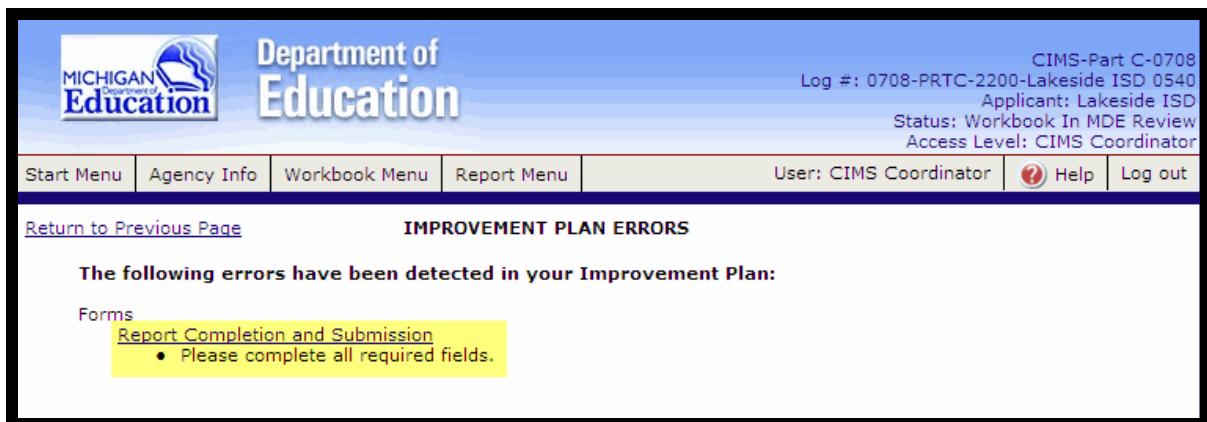 MICHIGAN
Department of
Education
Department of
Education
CIMS-Part C-0708
Log #: 0708-PRTC-2200-Lakeside ISD 0540
Applicant: Lakeside ISD
Status: Workbook In MDE Review
Access Level: CIMS Coordinator
Start Menu Agency Info Workbook Menu Report Menu User: CIMS Coordinator ? Help Log out
Return to Previous Page IMPROVEMENT PLAN ERRORS
The following errors have been detected in your Improvement Plan:
Forms
Report Completion and Submission
• Please complete all required fields.